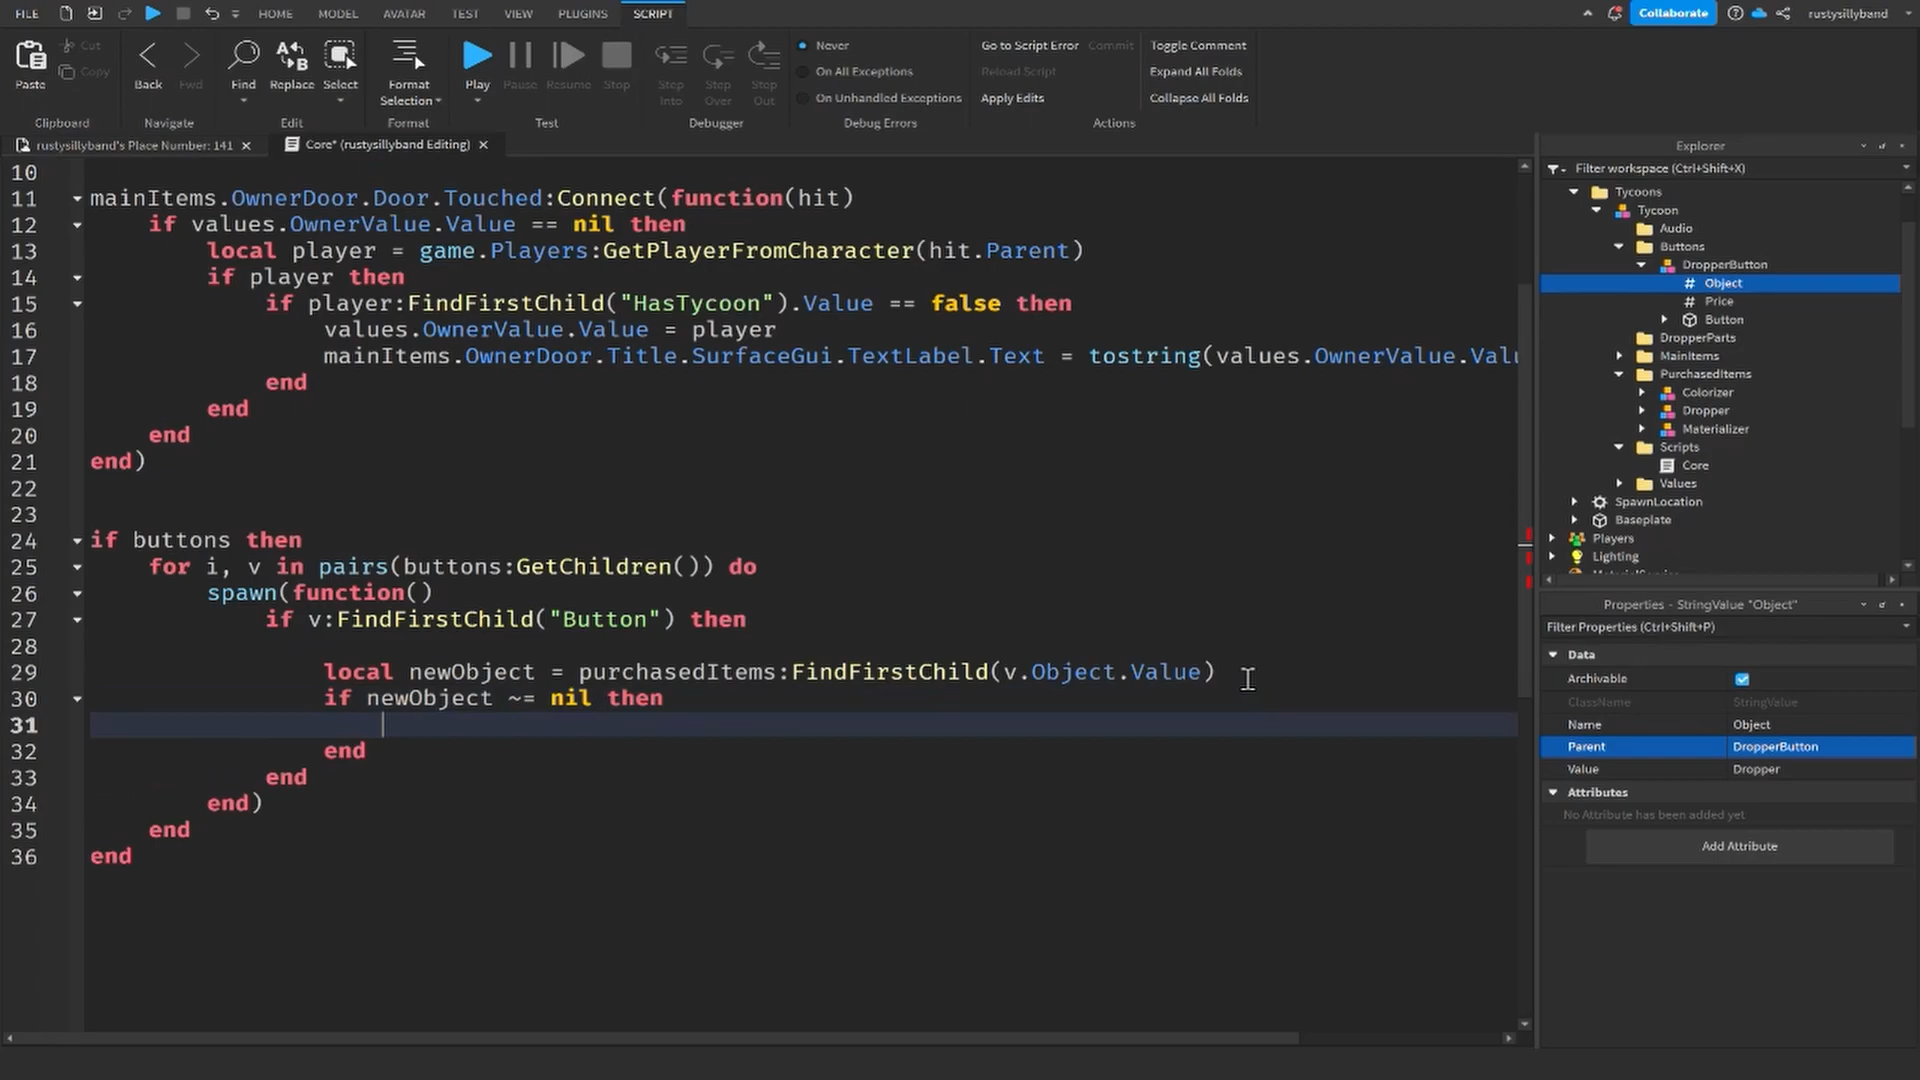 FILE HOME MODEL AVATAR TEST VIEW PLUGINS SCRIPT Collaborate rustysillyband
Paste Cut Copy Back Fwd Find Replace Select Format Selection Play Pause Resume Stop Step Into Step Over Step Out
Never Go to Script Error Commit Toggle Comment
On All Exceptions Reload Script Expand All Folds
On Unhandled Exceptions Apply Edits Collapse All Folds
Clipboard Navigate Edit Format Test Debugger Debug Errors Actions
rustysillyband's Place Number: 141 Core* (rustysillyband Editing)
10
11 mainItems.OwnerDoor.Door.Touched:Connect(function(hit)
12 if values.OwnerValue.Value == nil then
13 local player = game.Players:GetPlayerFromCharacter(hit.Parent)
14 if player then
15 if player:FindFirstChild("HasTycoon").Value == false then
16 values.OwnerValue.Value = player
17 mainItems.OwnerDoor.Title.SurfaceGui.TextLabel.Text = tostring(values.OwnerValue.Valu
18 end
19 end
20 end
21 end)
22
23
24 if buttons then
25 for i, v in pairs(buttons:GetChildren()) do
26 spawn(function()
27 if v:FindFirstChild("Button") then
28
29 local newObject = purchasedItems:FindFirstChild(v.Object.Value)
30 if newObject ~= nil then
31
32 end
33 end
34 end)
35 end
36 end
Explorer
Filter workspace (Ctrl+Shift+X)
Tycoons
Tycoon
Audio
Buttons
DropperButton
Object
Price
Button
DropperParts
MainItems
PurchasedItems
Colorizer
Dropper
Materializer
Scripts
Core
Values
SpawnLocation
Baseplate
Players
Lighting
Properties - StringValue "Object"
Filter Properties (Ctrl+Shift+P)
Data
Archivable
ClassName StringValue
Name Object
Parent DropperButton
Value Dropper
Attributes
No Attribute has been added yet
Add Attribute